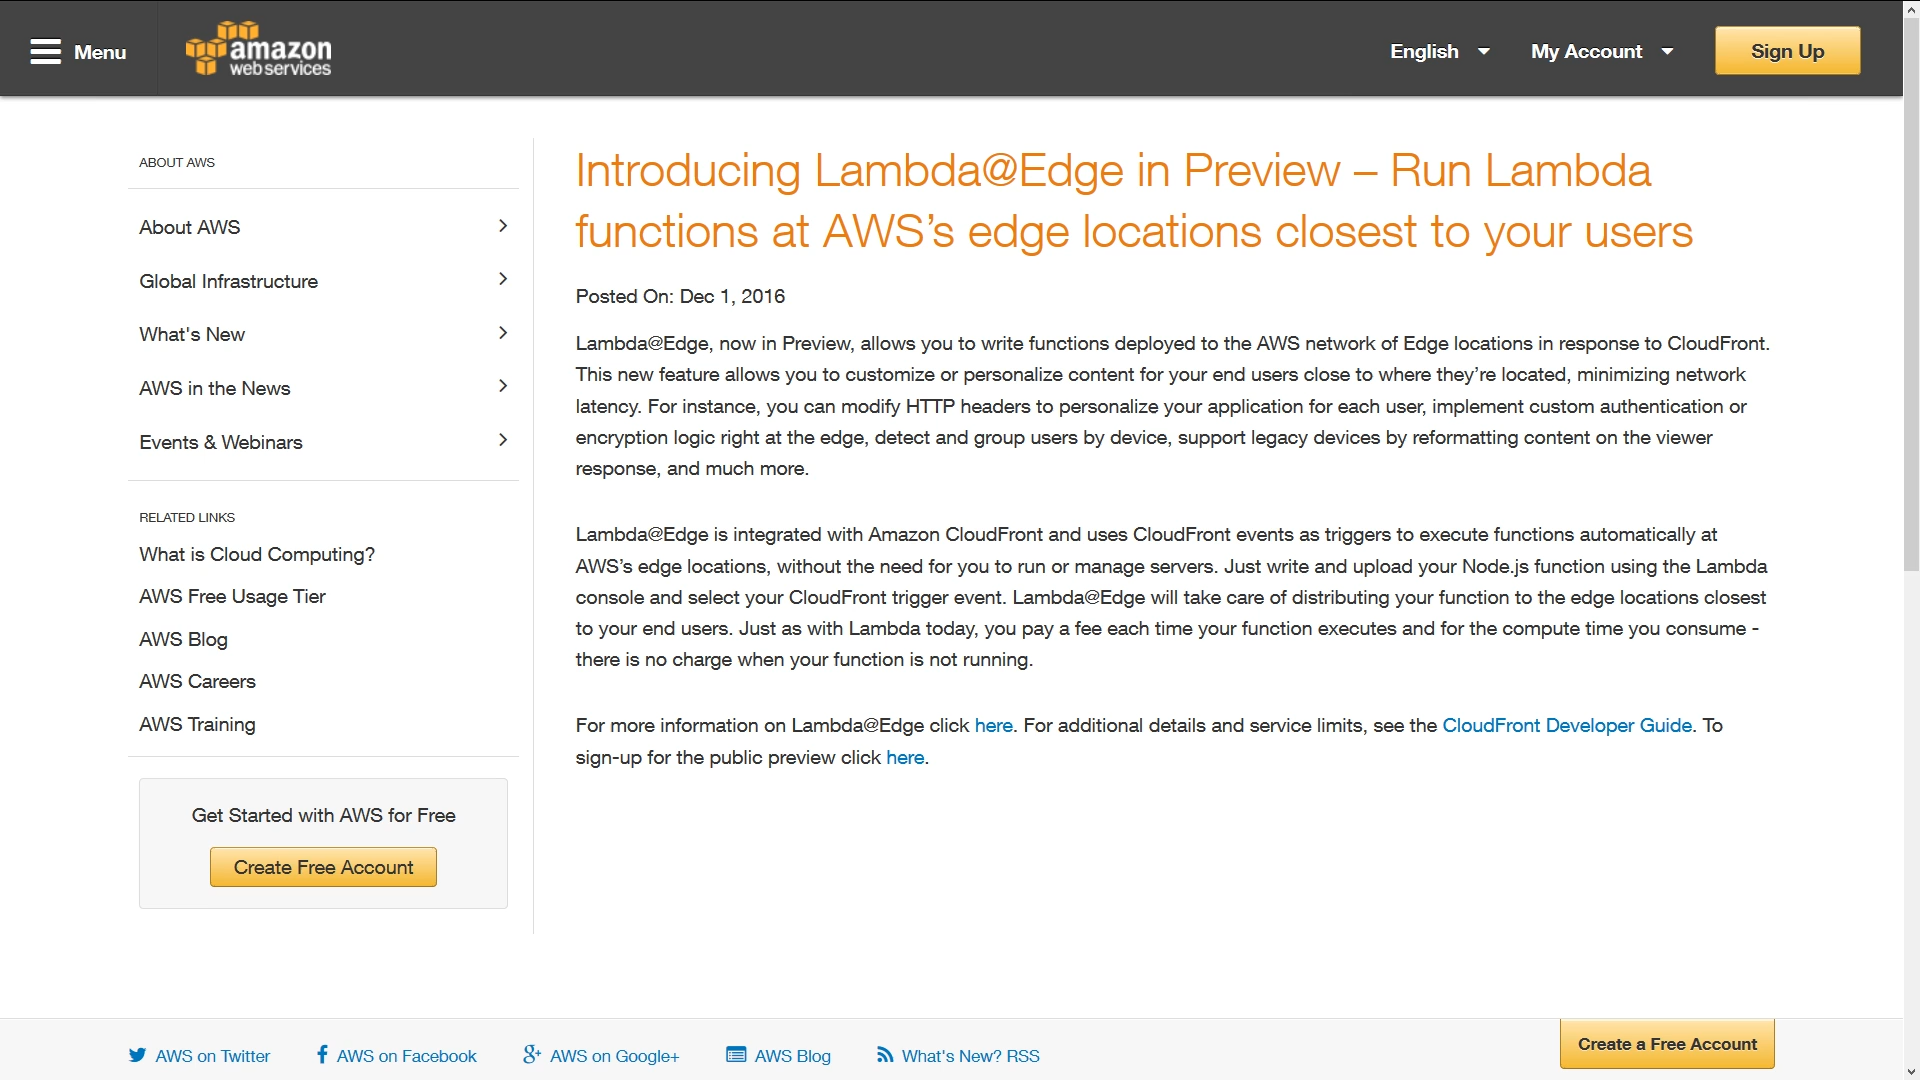 Menu
amazon
webservices
English
My Account
Sign Up
ABOUT AWS
About AWS
Global Infrastructure
What's New
AWS in the News
Events & Webinars
RELATED LINKS
What is Cloud Computing?
AWS Free Usage Tier
AWS Blog
AWS Careers
AWS Training
Get Started with AWS for Free
Create Free Account
Introducing Lambda@Edge in Preview – Run Lambda
functions at AWS’s edge locations closest to your users
Posted On: Dec 1, 2016
Lambda@Edge, now in Preview, allows you to write functions deployed to the AWS network of Edge locations in response to CloudFront.
This new feature allows you to customize or personalize content for your end users close to where they’re located, minimizing network
latency. For instance, you can modify HTTP headers to personalize your application for each user, implement custom authentication or
encryption logic right at the edge, detect and group users by device, support legacy devices by reformatting content on the viewer
response, and much more.
Lambda@Edge is integrated with Amazon CloudFront and uses CloudFront events as triggers to execute functions automatically at
AWS’s edge locations, without the need for you to run or manage servers. Just write and upload your Node.js function using the Lambda
console and select your CloudFront trigger event. Lambda@Edge will take care of distributing your function to the edge locations closest
to your end users. Just as with Lambda today, you pay a fee each time your function executes and for the compute time you consume -
there is no charge when your function is not running.
For more information on Lambda@Edge click here. For additional details and service limits, see the CloudFront Developer Guide. To
sign-up for the public preview click here.
AWS on Twitter
AWS on Facebook
AWS on Google+
AWS Blog
What's New? RSS
Create a Free Account